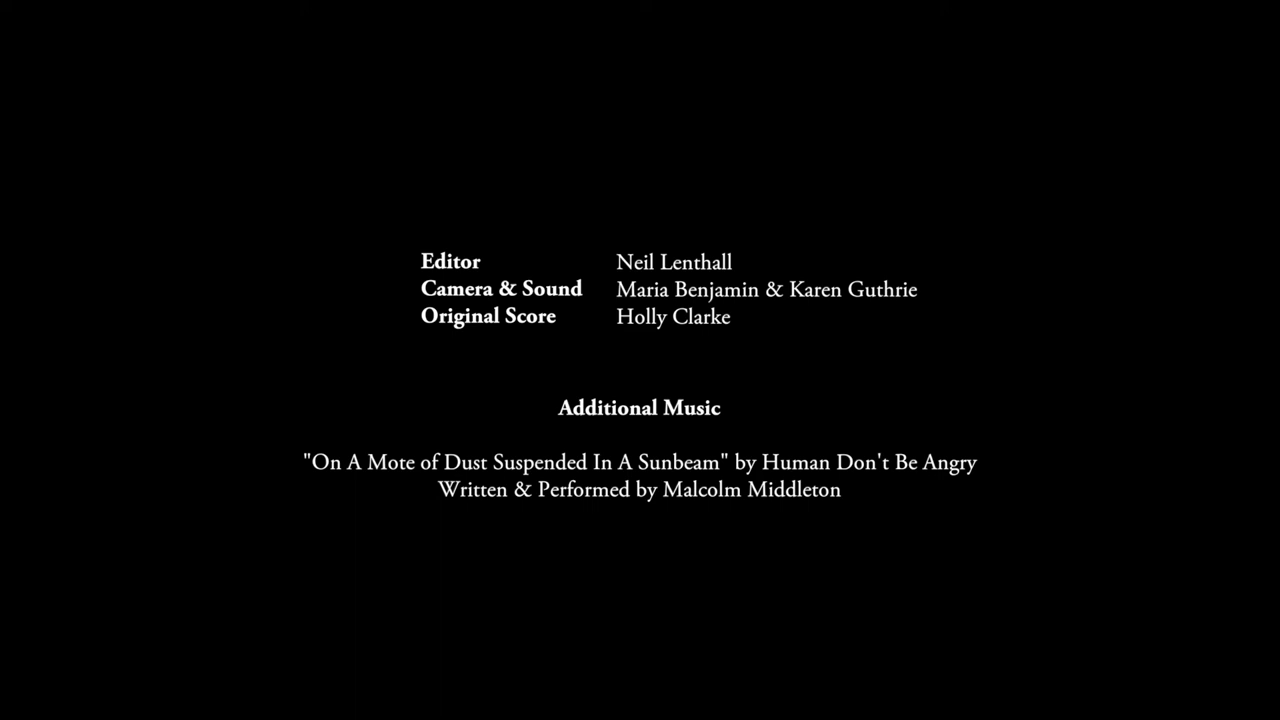 Editor Neil Lenthall
Camera & Sound Maria Benjamin & Karen Guthrie
Original Score Holly Clarke
Additional Music
"On A Mote of Dust Suspended In A Sunbeam" by Human Don't Be Angry
Written & Performed by Malcolm Middleton